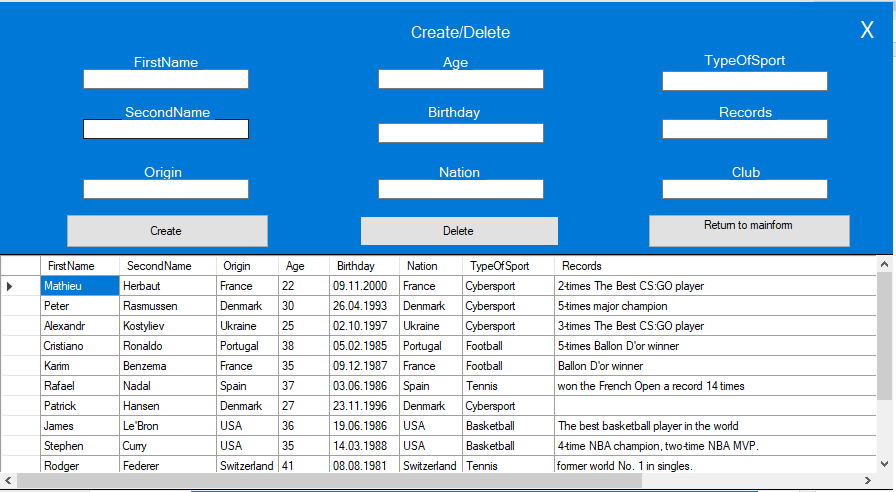 Create/Delete
X
FirstName Age TypeOfSport
SecondName Birthday Records
Origin Nation Club
Create Delete Return to mainform
FirstName SecondName Origin Age Birthday Nation TypeOfSport Records
Mathieu Herbaut France 22 09.11.2000 France Cybersport 2-times The Best CS:GO player
Peter Rasmussen Denmark 30 26.04.1993 Denmark Cybersport 5-times major champion
Alexandr Kostyliev Ukraine 25 02.10.1997 Ukraine Cybersport 3-times The Best CS:GO player
Cristiano Ronaldo Portugal 38 05.02.1985 Portugal Football 5-times Ballon D'or winner
Karim Benzema France 35 09.12.1987 France Football Ballon D'or winner
Rafael Nadal Spain 37 03.06.1986 Spain Tennis won the French Open a record 14 times
Patrick Hansen Denmark 27 23.11.1996 Denmark Cybersport
James Le'Bron USA 36 19.06.1986 USA Basketball The best basketball player in the world
Stephen Curry USA 35 14.03.1988 USA Basketball 4-time NBA champion, two-time NBA MVP.
Rodger Federer Switzerland 41 08.08.1981 Switzerland Tennis former world No. 1 in singles.